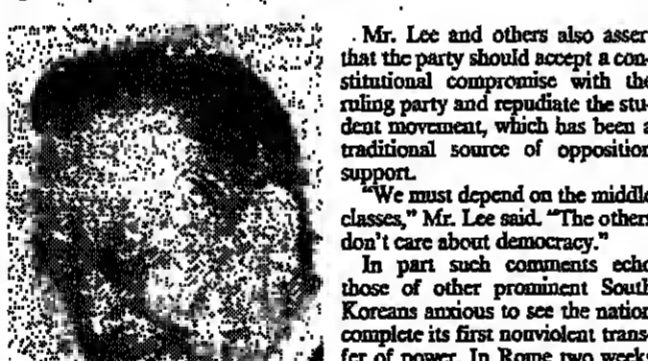 . Mr. Lee and others also asser
that the party should accept a con-
stitutional compromise with the
ruling party and repudiate the stu-
dent movement, which has been a
traditional source of opposition
support.
"We must depend on the middle
classes," Mr. Lee said. "The others
don't care about democracy."
In part such comments echo
those of other prominent South
Koreans anxious to see the nation
complete its first nonviolent trans-
fer of power. In Rome two weeks